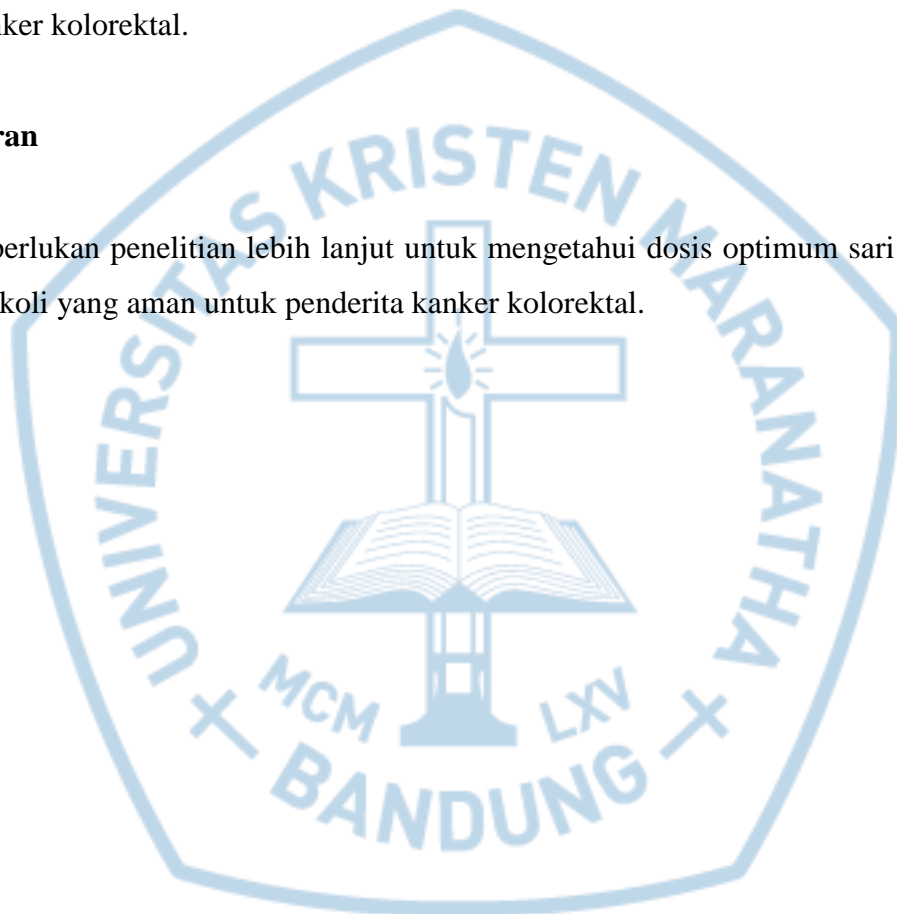 nker kolorektal.
ran
perlukan penelitian lebih lanjut untuk mengetahui dosis optimum sari
koli yang aman untuk penderita kanker kolorektal.
UNIVERSITAS KRISTEN MARANATHA
MCM LXV
BANDUNG